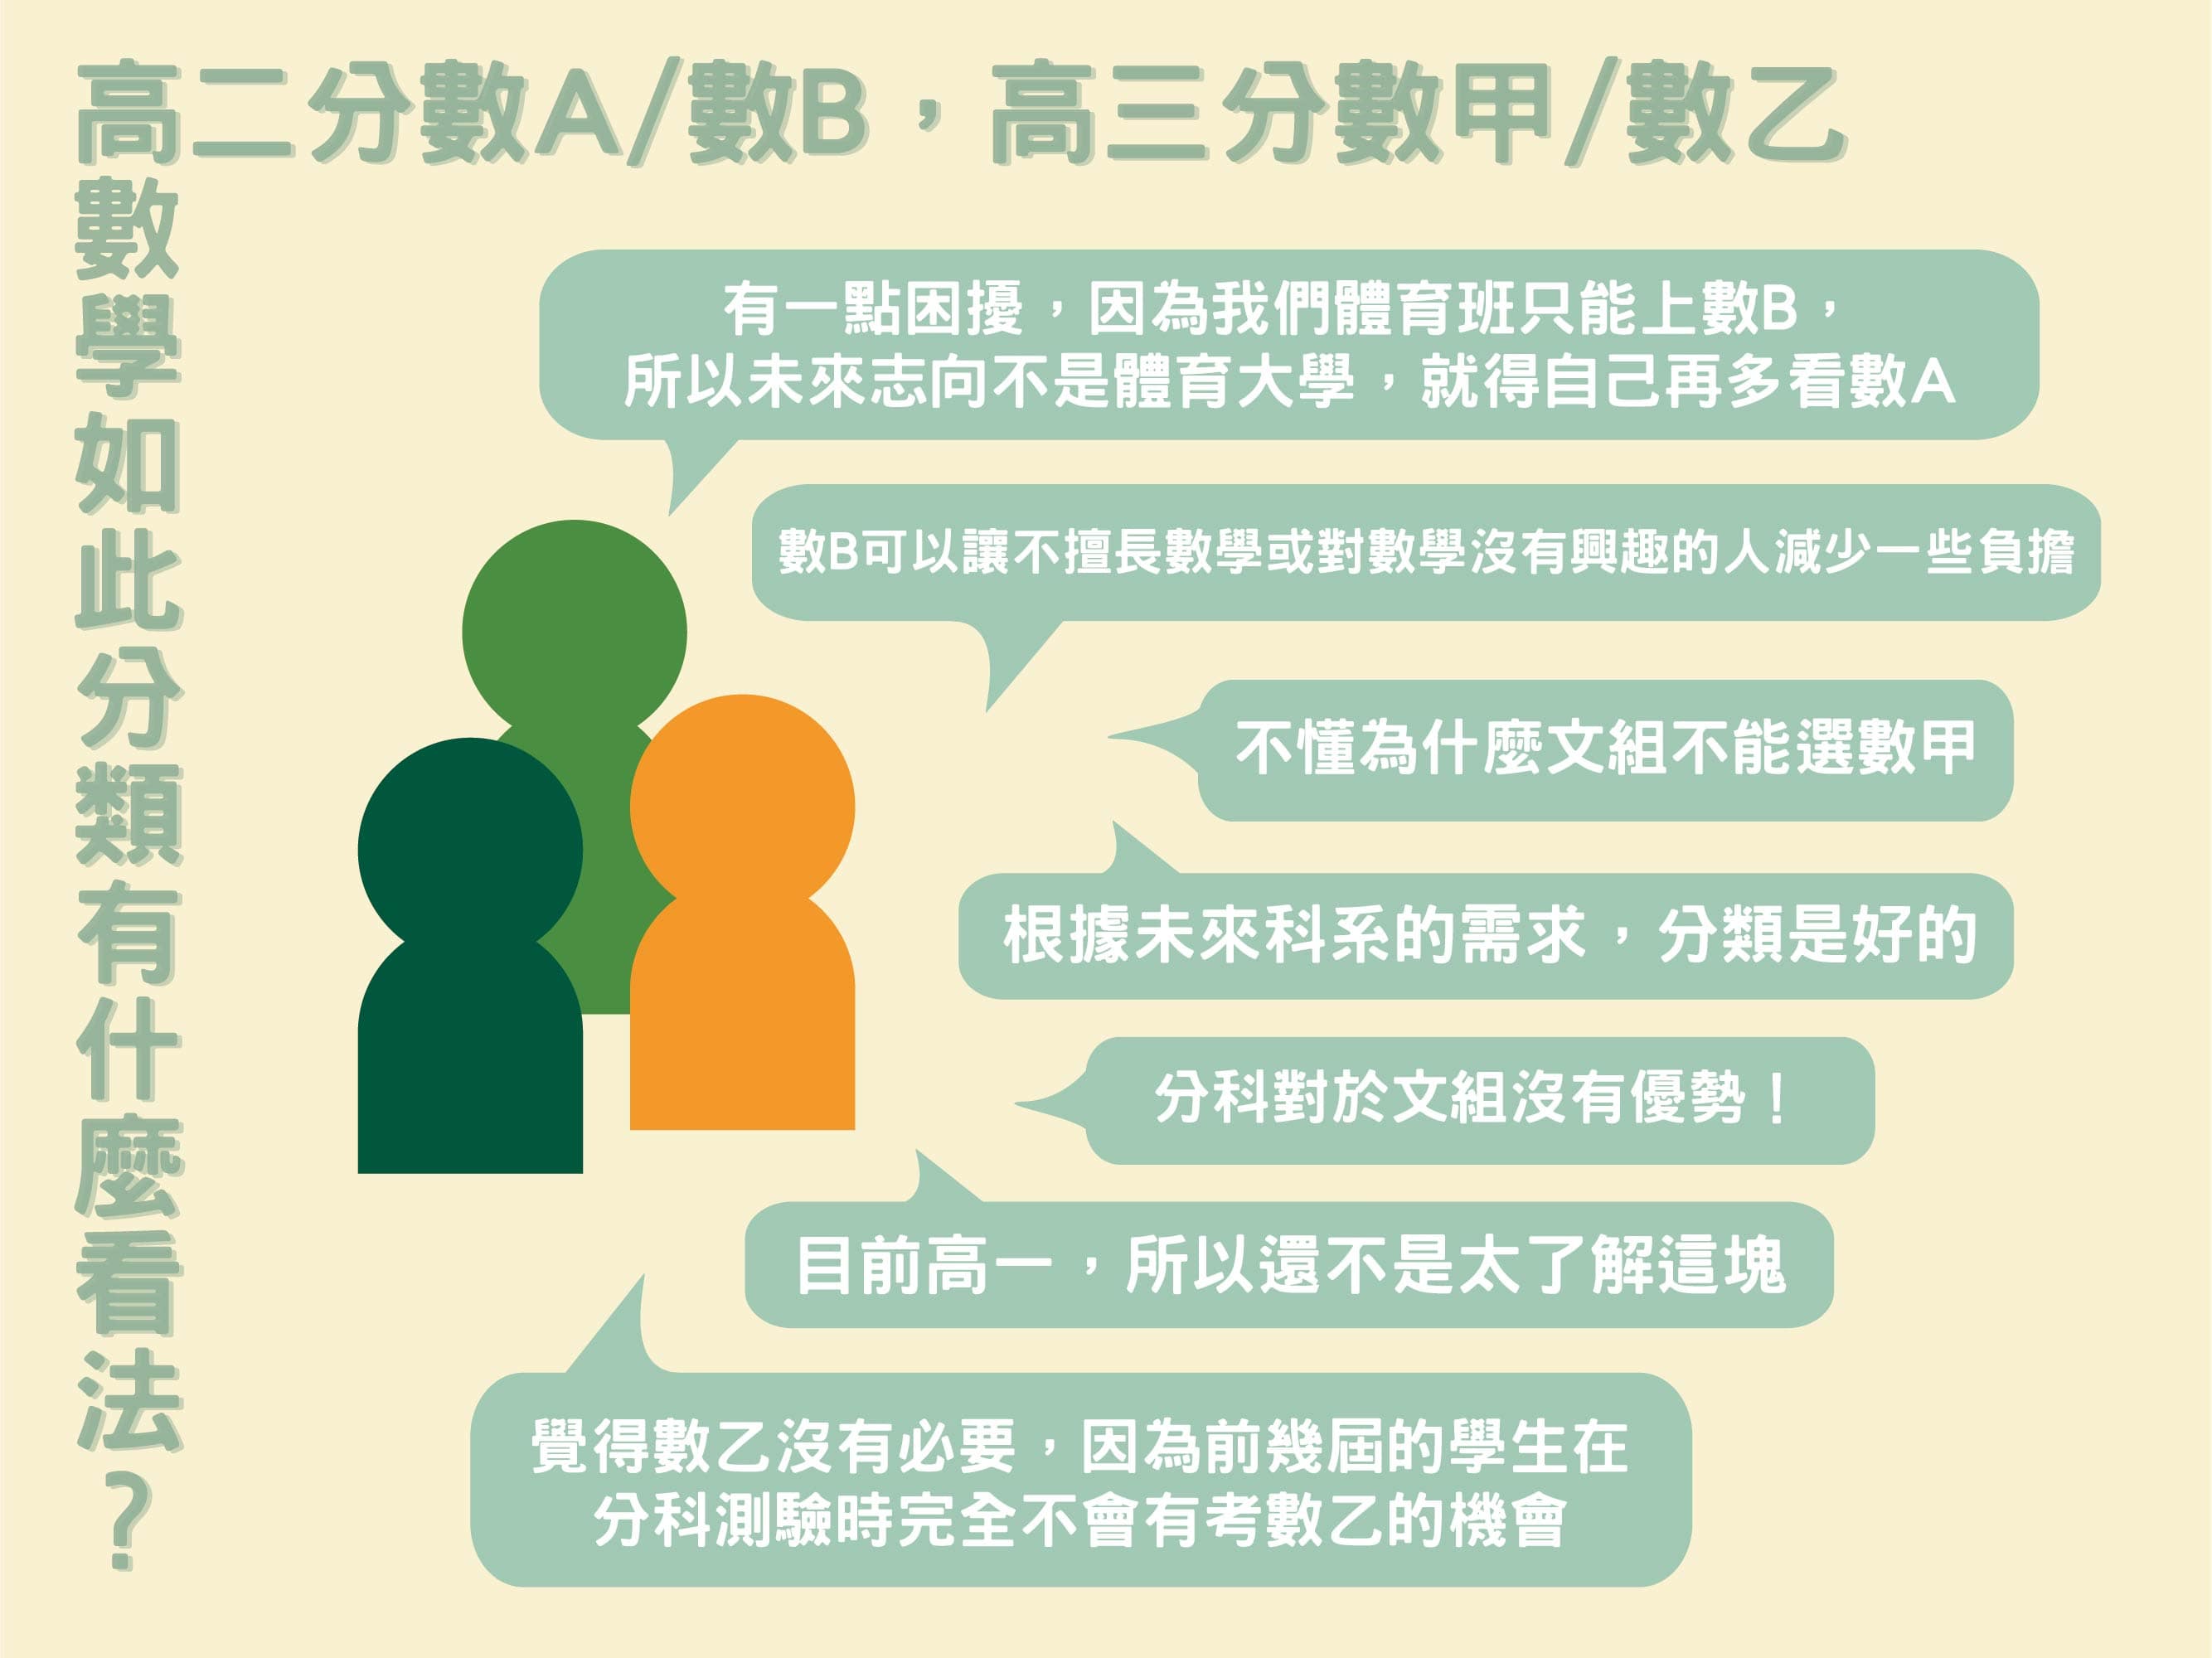 高二分數A/數B，高三分數甲/數乙
數學如此分類有什麼看法？
有一點困擾，因為我們體育班只能上數B，
所以未來志向不是體育大學，就得自己再多看數A
數B可以讓不擅長數學或對數學沒有興趣的人減少一些負擔
不懂為什麼文組不能選數甲
根據未來科系的需求，分類是好的
分科對於文組沒有優勢！
目前高一，所以還不是太了解這塊
覺得數乙沒有必要，因為前幾屆的學生在
分科測驗時完全不會有考數乙的機會